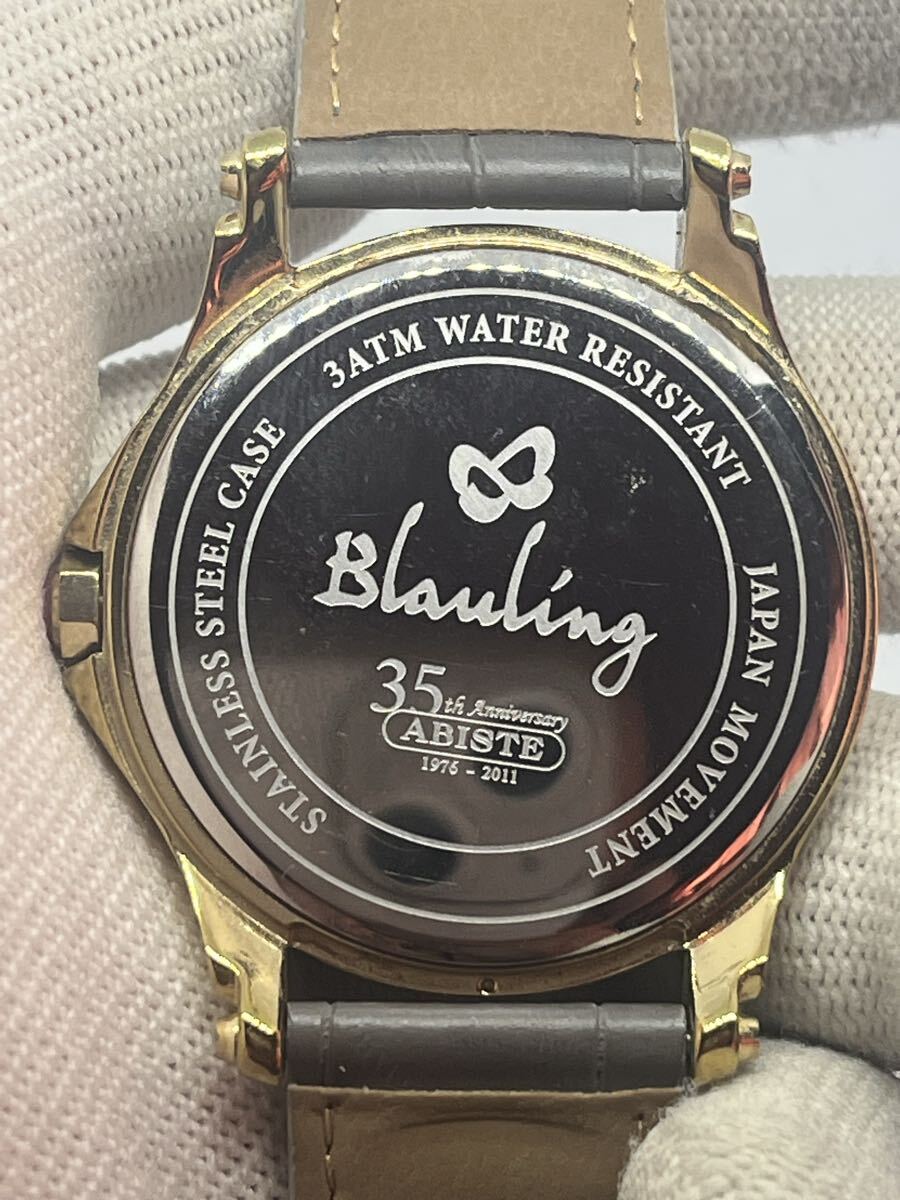 3ATM WATER RESISTANT
JAPAN MOVEMENT
STAINLESS STEEL CASE
Blauling
35th Anniversary
ABISTE
1976 - 2011